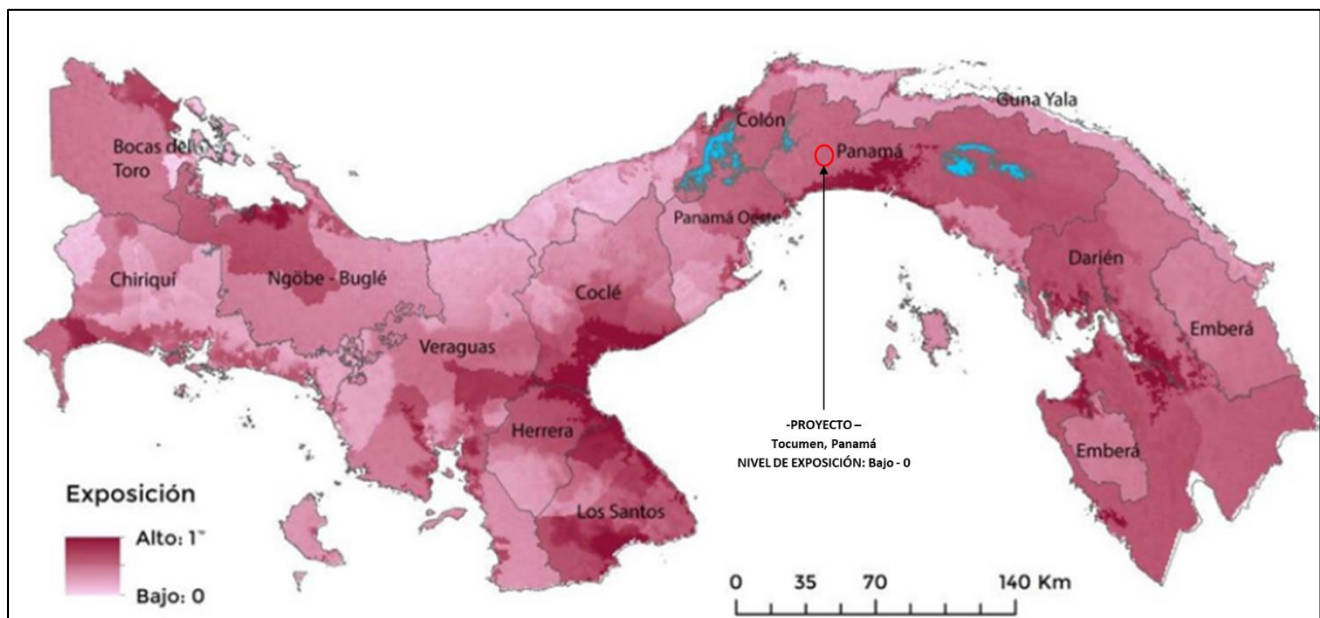 Guna Yala
Colón
Bocas del
Toro
Panamá
Panamá Oeste
Darién
Chiriquí
Ngöbe - Buglé
Coclé
Emberá
Veraguas
-PROYECTO –
Tocumen, Panamá
NIVEL DE EXPOSICIÓN: Bajo - 0
Herrera
Emberá
Los Santos
Exposición
Alto: 1
Bajo: 0
0 35 70 140 Km